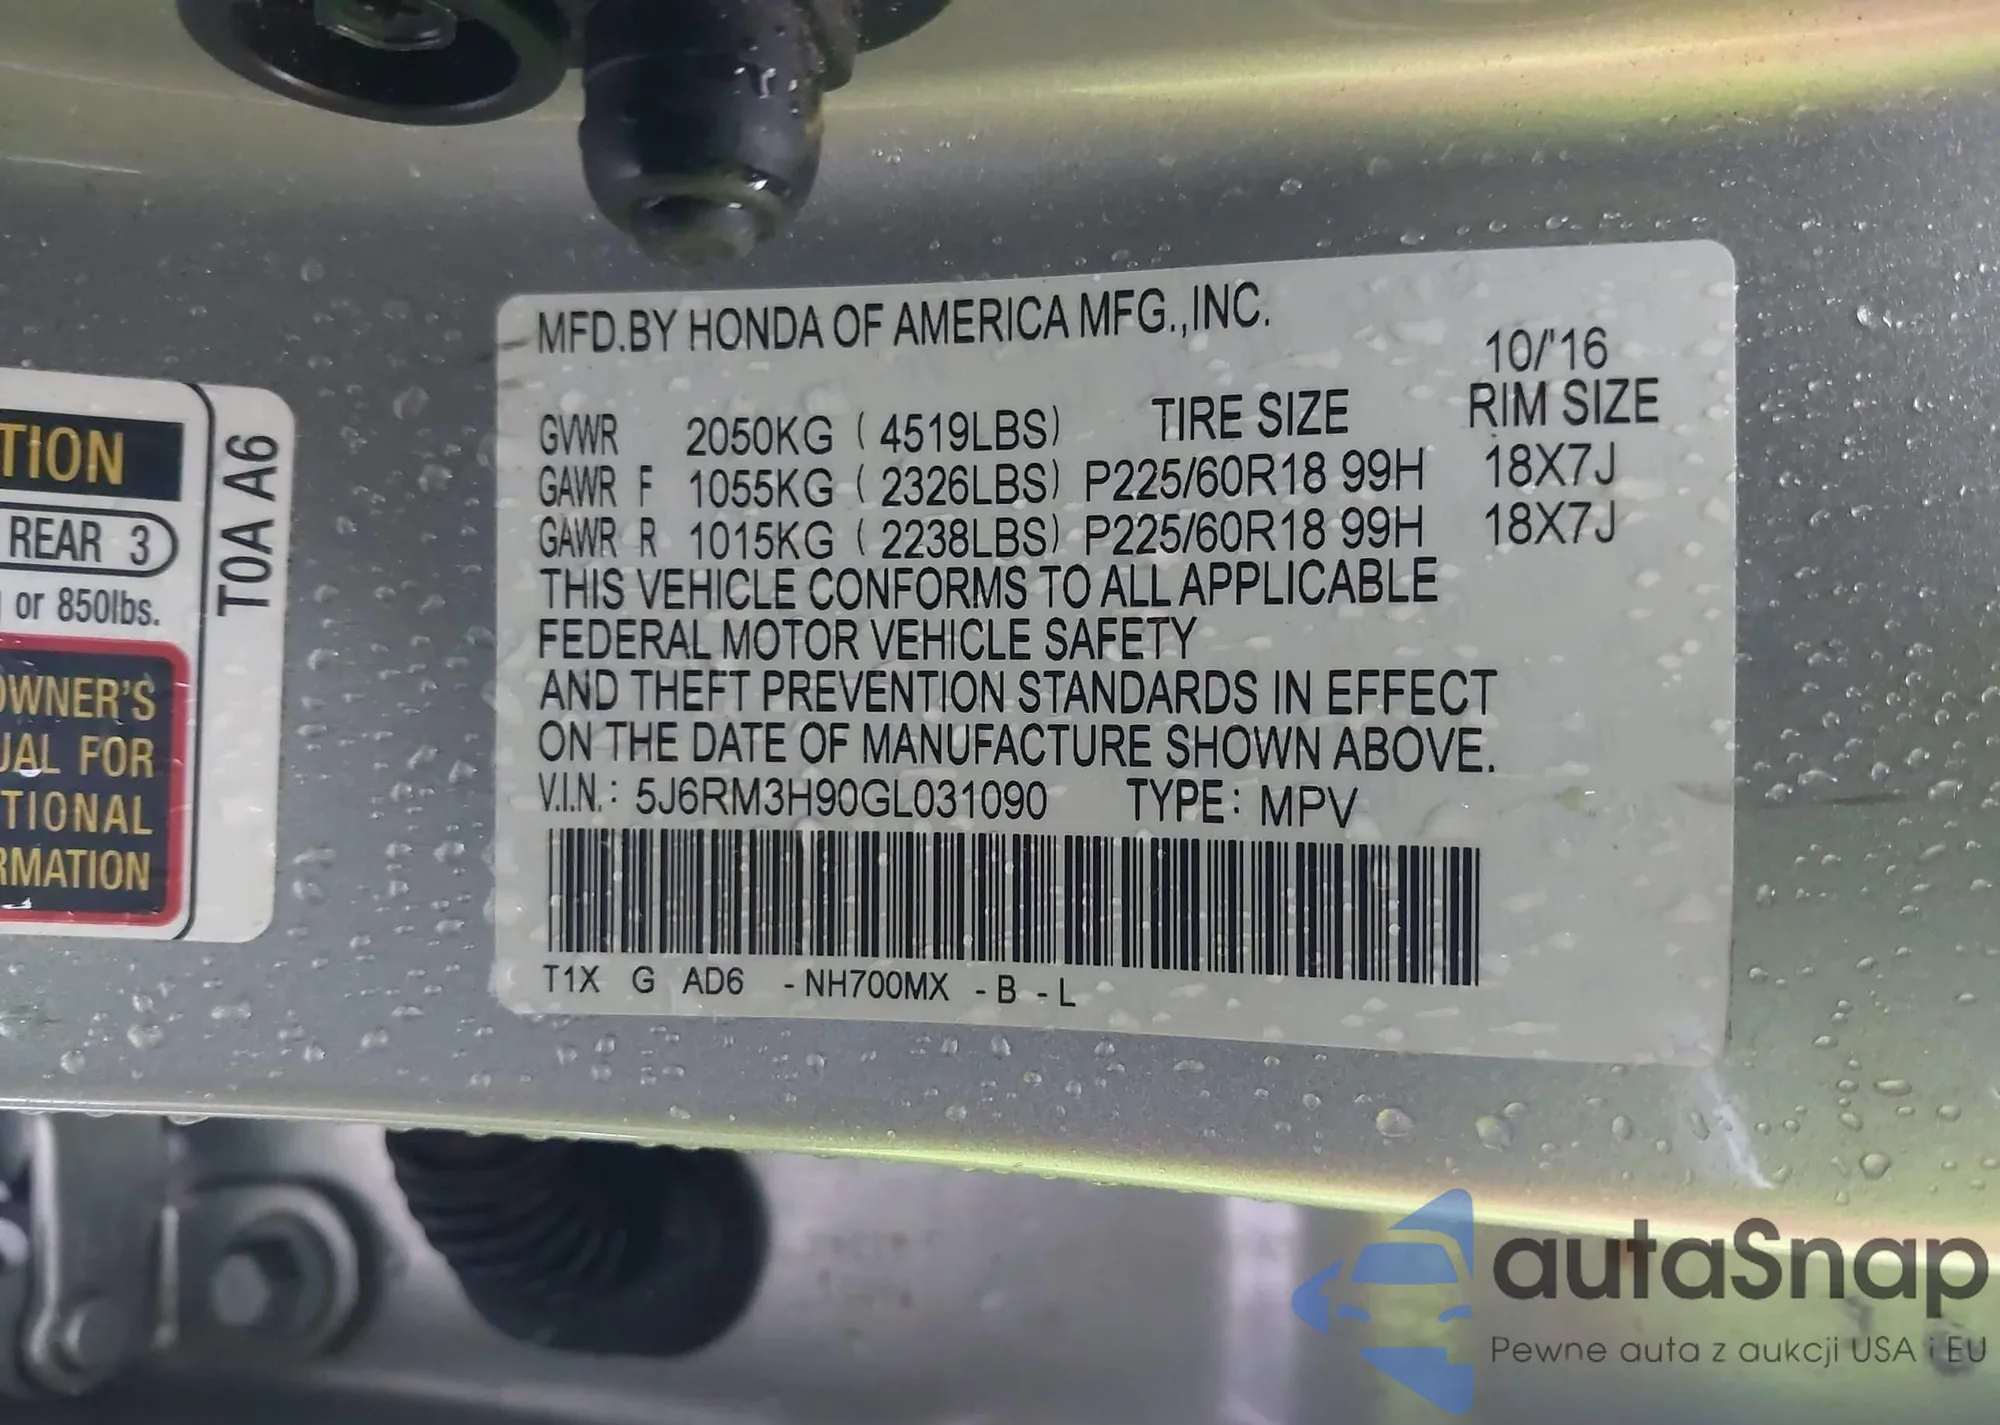 TION
REAR 3
or 850lbs.
OWNER'S
UAL FOR
TIONAL
RMATION
T0A A6
MFD.BY HONDA OF AMERICA MFG.,INC.
10/'16
GVWR 2050KG ( 4519LBS) TIRE SIZE RIM SIZE
GAWR F 1055KG ( 2326LBS) P225/60R18 99H 18X7J
GAWR R 1015KG ( 2238LBS) P225/60R18 99H 18X7J
THIS VEHICLE CONFORMS TO ALL APPLICABLE
FEDERAL MOTOR VEHICLE SAFETY
AND THEFT PREVENTION STANDARDS IN EFFECT
ON THE DATE OF MANUFACTURE SHOWN ABOVE.
V.I.N.: 5J6RM3H90GL031090 TYPE: MPV
T1X G AD6 -NH700MX -B -L
autaSnap
Pewne auta z aukcji USA i EU